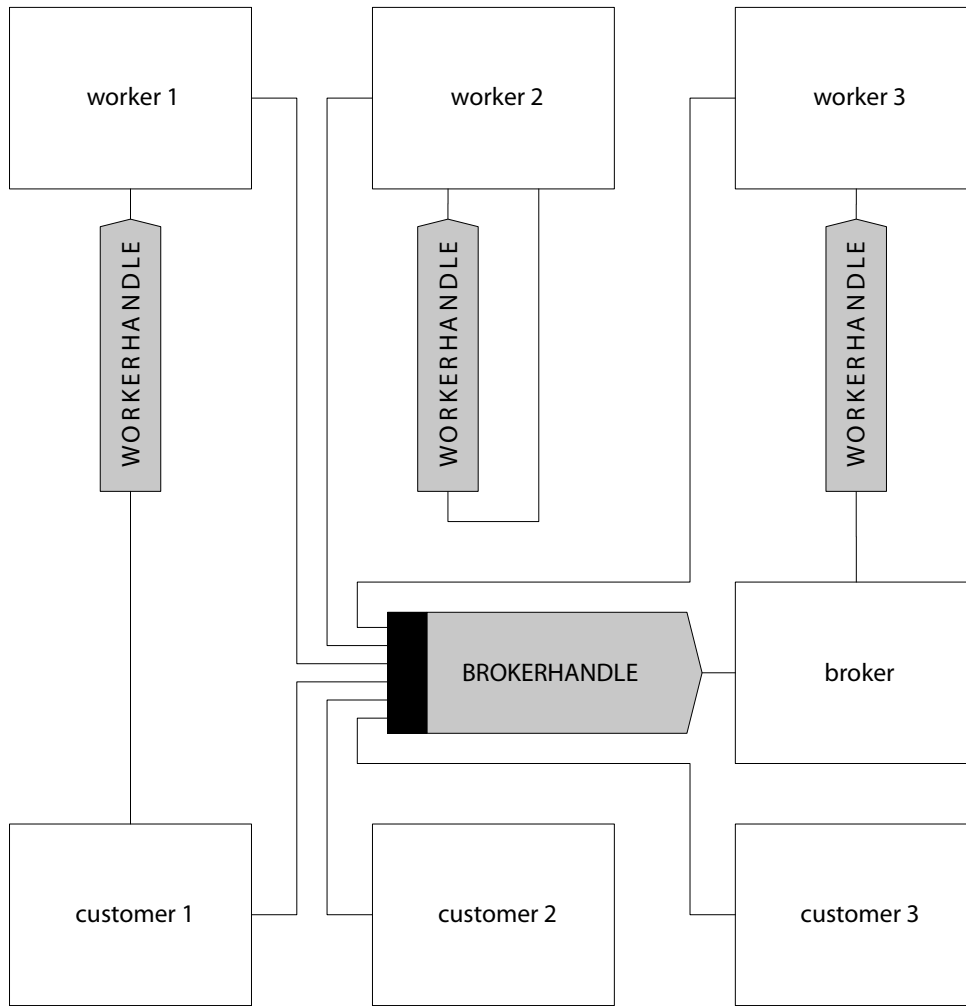 worker 1
worker 2
worker 3
WORKERHANDLE
WORKERHANDLE
WORKERHANDLE
BROKERHANDLE
broker
customer 1
customer 2
customer 3